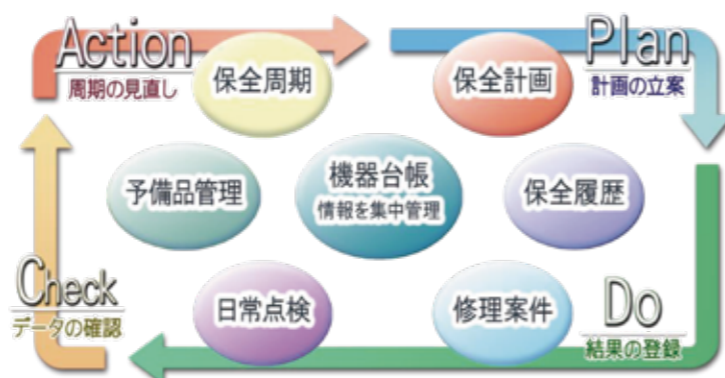 Action
周期の見直し
保全周期
保全計画
Plan
計画の立案
予備品管理
機器台帳
情報を集中管理
保全履歴
Check
データの確認
日常点検
修理案件
Do
結果の登録